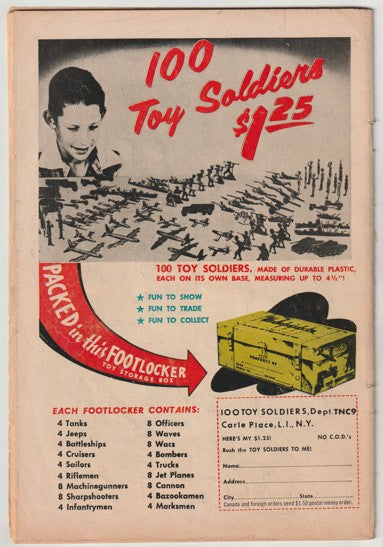 100
Toy Soldiers
$1.25
100 TOY SOLDIERS, MADE OF DURABLE PLASTIC,
EACH ON ITS OWN BASE, MEASURING UP TO 4½"!
★ FUN TO SHOW
★ FUN TO TRADE
★ FUN TO COLLECT
PACKED in this FOOTLOCKER
TOY STORAGE BOX
PROPERTY OF
EACH FOOTLOCKER CONTAINS:
4 Tanks
4 Jeeps
4 Battleships
4 Cruisers
4 Sailors
4 Riflemen
8 Machinegunners
8 Sharpshooters
4 Infantrymen
8 Officers
8 Waves
8 Wacs
4 Bombers
4 Trucks
8 Jet Planes
8 Cannon
4 Bazookamen
4 Marksmen
100 TOY SOLDIERS, Dept. TNC9
Carle Place, L.I., N.Y.
HERE'S MY $1.25! NO C.O.D.'s
Rush the TOY SOLDIERS TO ME!
Name
Address
City State
Canada and foreign orders send $1.50 postal money order.